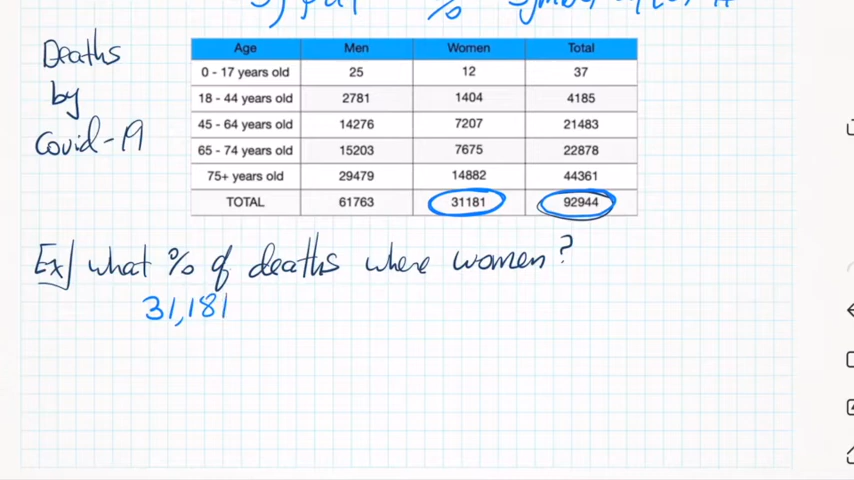 % Symbol
Deaths
by
Covid-19
Age Men Women Total
0 - 17 years old 25 12 37
18 - 44 years old 2781 1404 4185
45 - 64 years old 14276 7207 21483
65 - 74 years old 15203 7675 22878
75+ years old 29479 14882 44361
TOTAL 61763 31181 92944
Ex] what % of deaths where women?
31,181